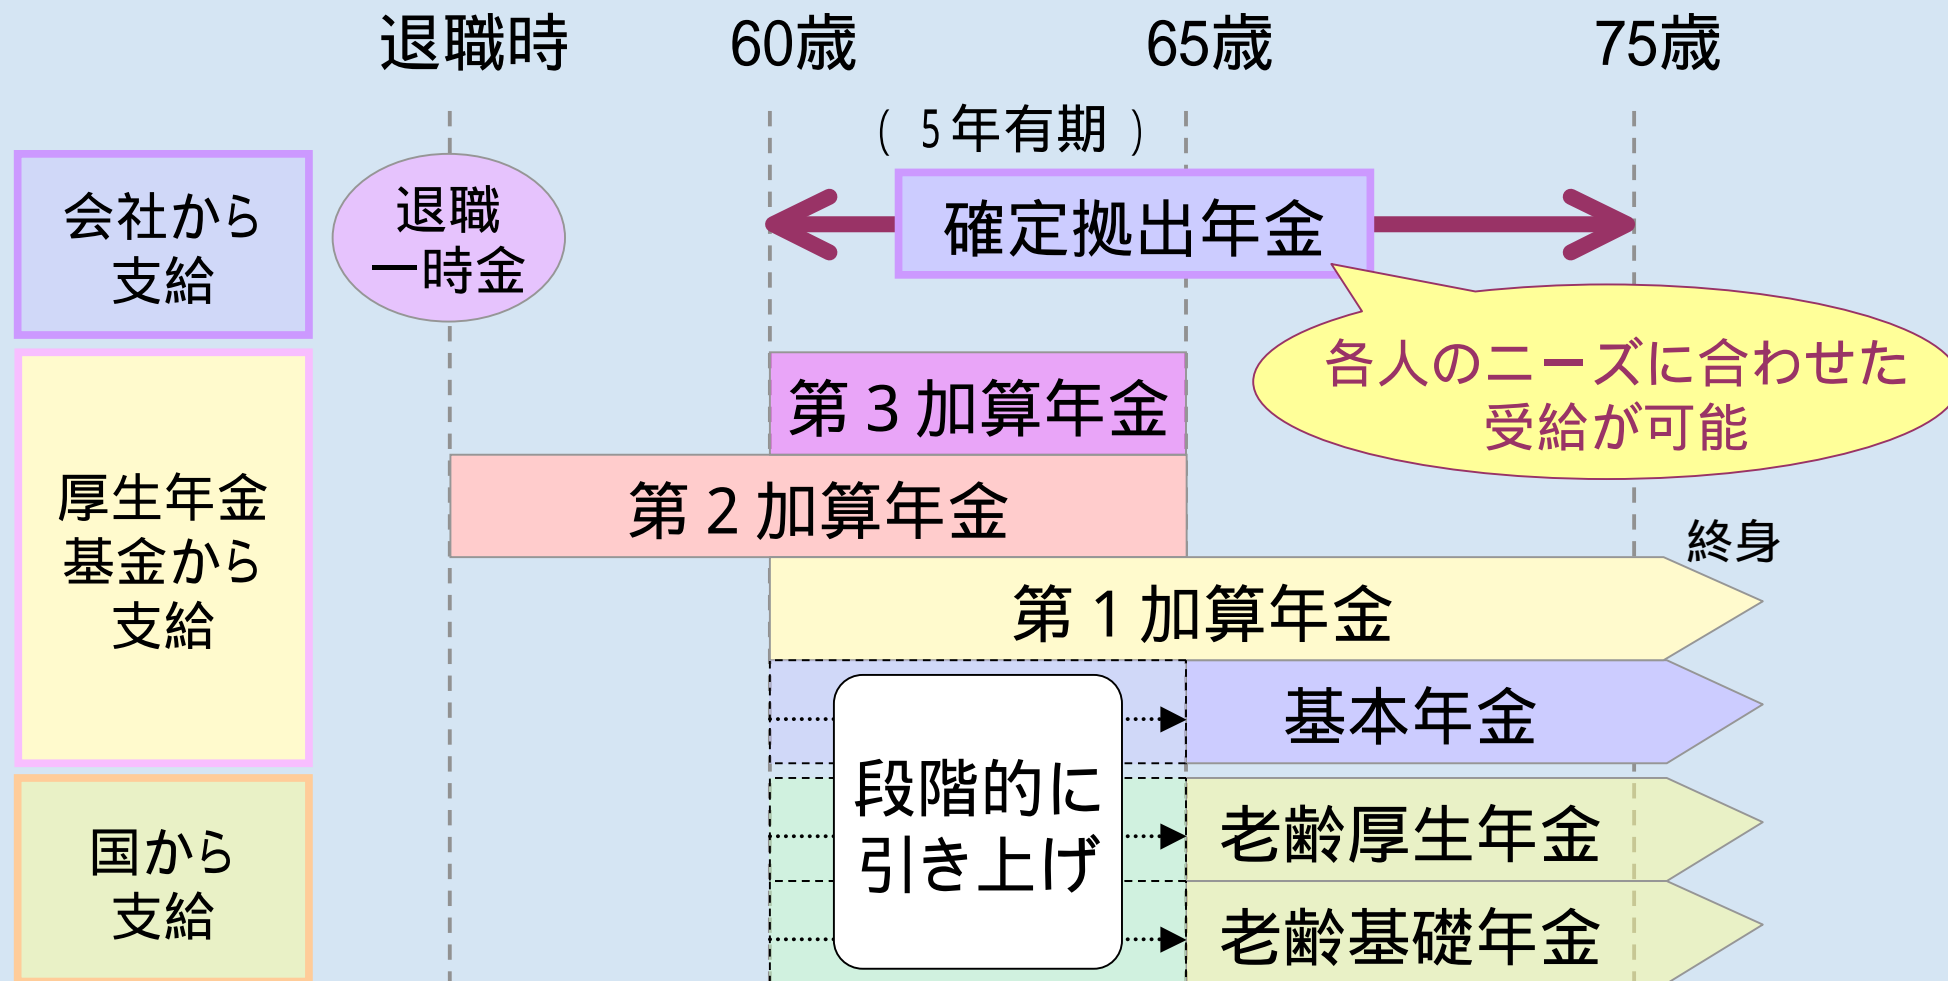 退職時
60歳
65歳
75歳
（ 5年有期 ）
会社から
支給
退職
一時金
確定拠出年金
各人のニーズに合わせた
受給が可能
第3加算年金
厚生年金
基金から
支給
第2加算年金
終身
第1加算年金
基本年金
段階的に
引き上げ
国から
支給
老齢厚生年金
老齢基礎年金